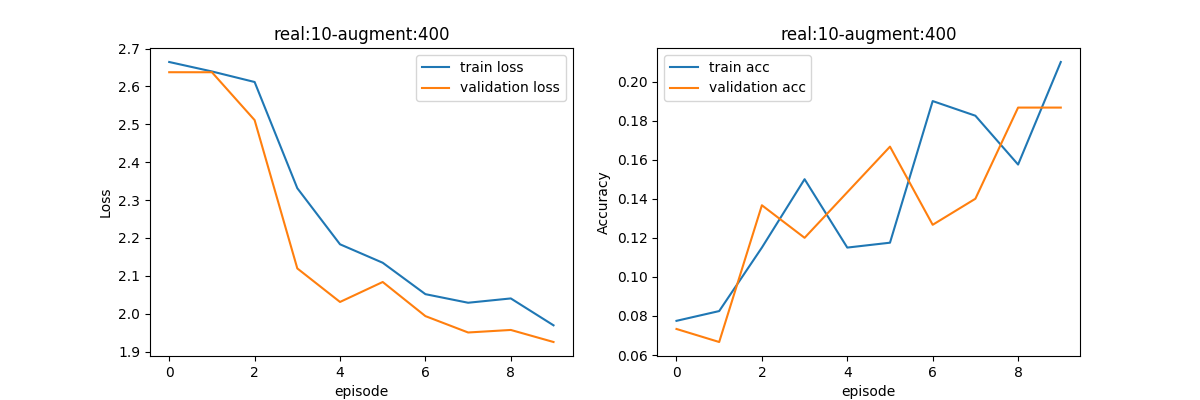 real:10-augment:400
train loss
validation loss
2.7
2.6
2.5
2.4
2.3
2.2
2.1
2.0
1.9
Loss
0 2 4 6 8
episode
real:10-augment:400
train acc
validation acc
0.20
0.18
0.16
0.14
0.12
0.10
0.08
0.06
Accuracy
0 2 4 6 8
episode